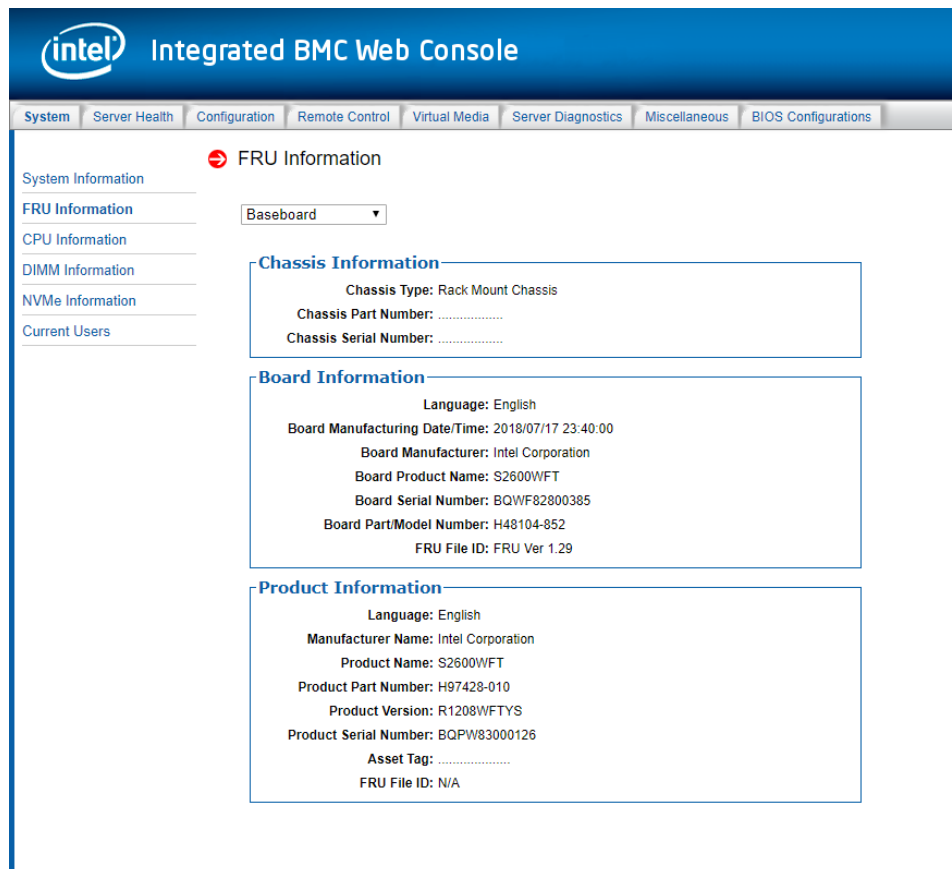 intel Integrated BMC Web Console
System Server Health Configuration Remote Control Virtual Media Server Diagnostics Miscellaneous BIOS Configurations
System Information
FRU Information
CPU Information
DIMM Information
NVMe Information
Current Users
FRU Information
Baseboard
Chassis Information
Chassis Type: Rack Mount Chassis
Chassis Part Number: ..................
Chassis Serial Number: ..................
Board Information
Language: English
Board Manufacturing Date/Time: 2018/07/17 23:40:00
Board Manufacturer: Intel Corporation
Board Product Name: S2600WFT
Board Serial Number: BQWF82800385
Board Part/Model Number: H48104-852
FRU File ID: FRU Ver 1.29
Product Information
Language: English
Manufacturer Name: Intel Corporation
Product Name: S2600WFT
Product Part Number: H97428-010
Product Version: R1208WFTYS
Product Serial Number: BQPW83000126
Asset Tag: ....................
FRU File ID: N/A